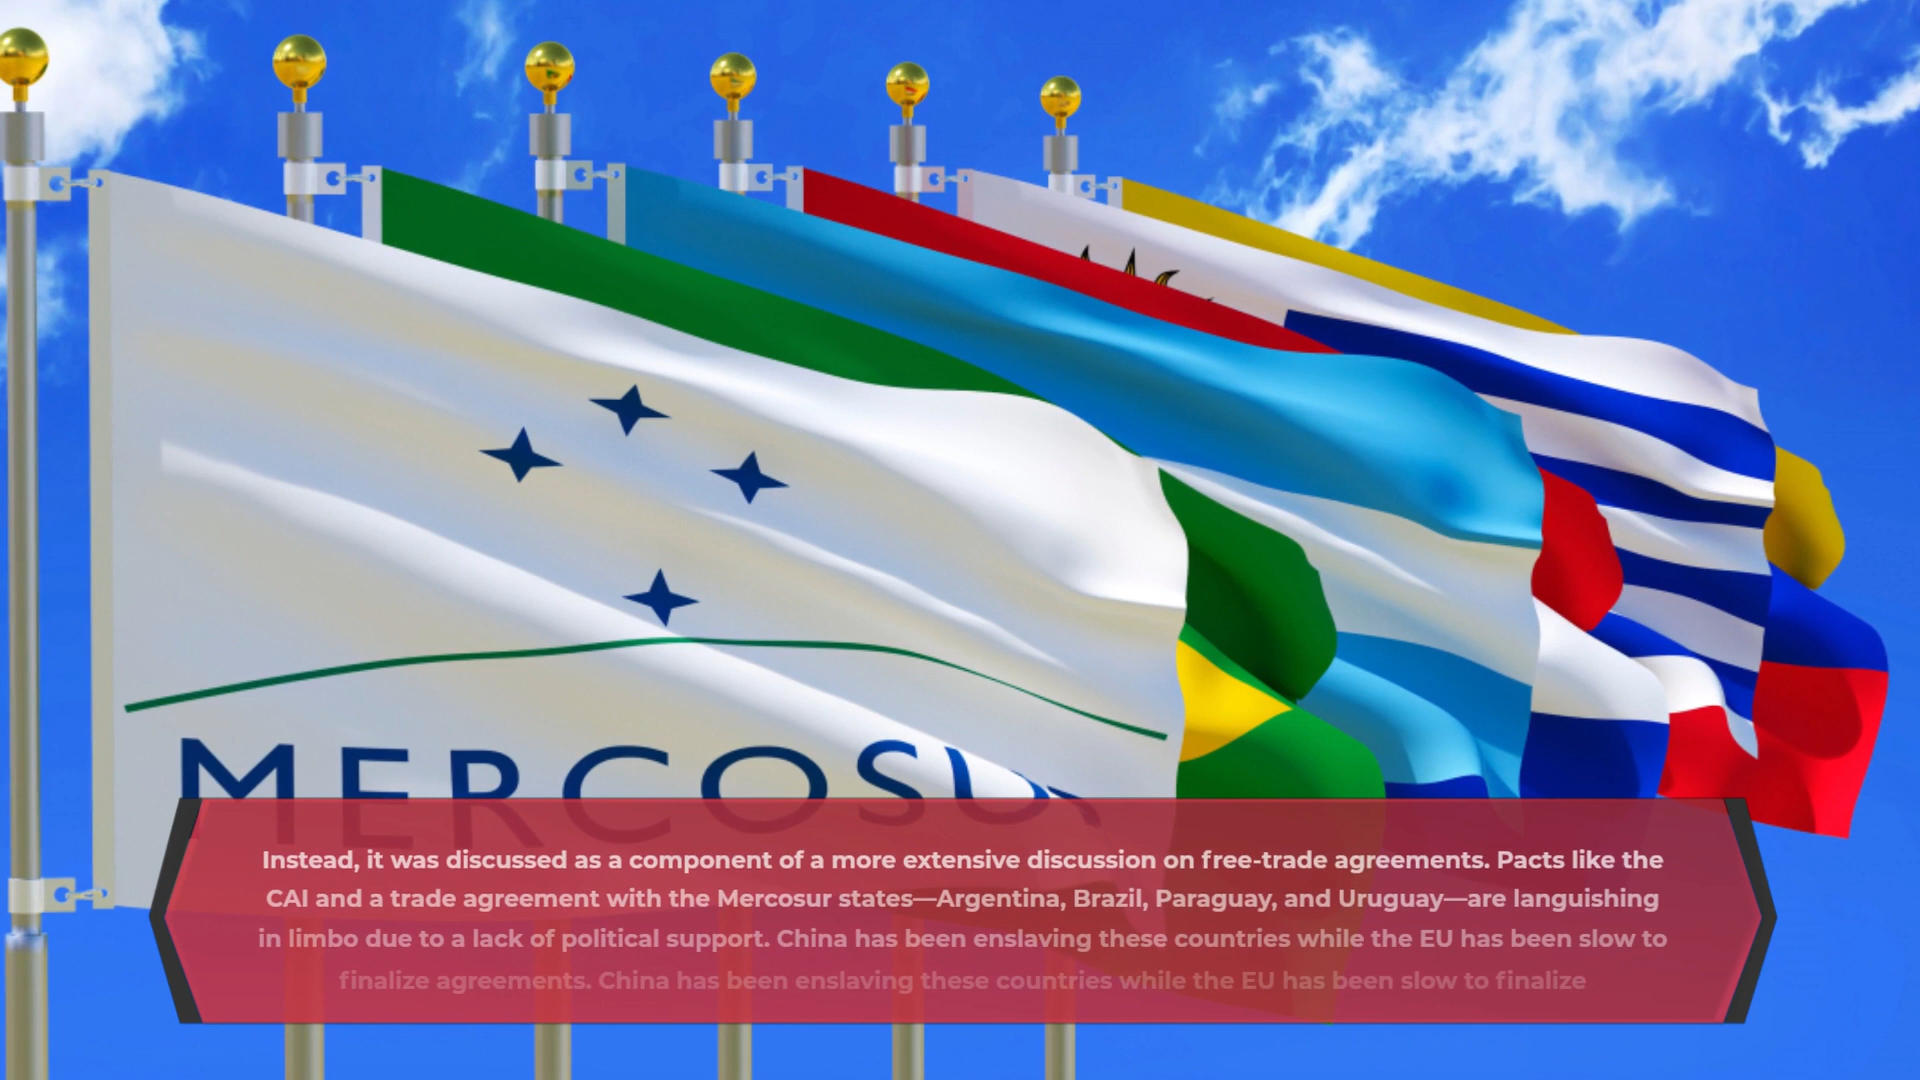 MERCOSUR
Instead, it was discussed as a component of a more extensive discussion on free-trade agreements. Pacts like the
CAI and a trade agreement with the Mercosur states—Argentina, Brazil, Paraguay, and Uruguay—are languishing
in limbo due to a lack of political support. China has been enslaving these countries while the EU has been slow to
finalize agreements. China has been enslaving these countries while the EU has been slow to finalize